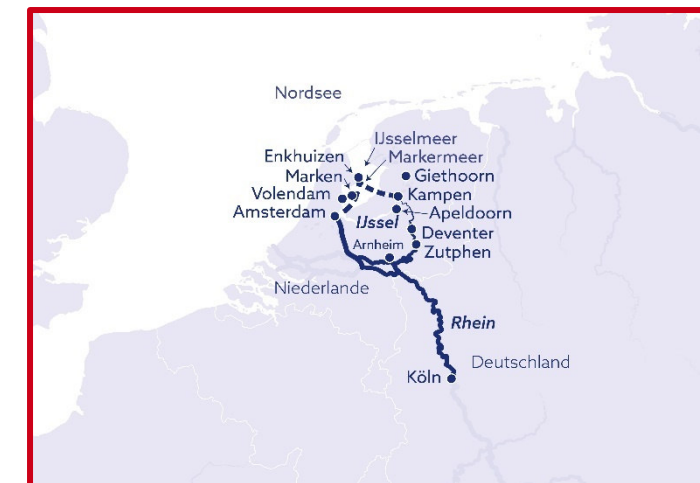 Nordsee
IJsselmeer
Enkhuizen
Markermeer
Marken
Giethoorn
Volendam
Kampen
Amsterdam
Apeldoorn
IJssel
Deventer
Arnheim
Zutphen
Niederlande
Rhein
Deutschland
Köln